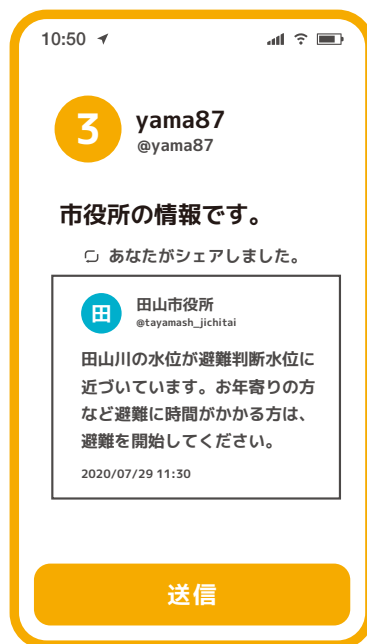 10:50
3
yama87
@yama87
市役所の情報です。
あなたがシェアしました。
田
田山市役所
@tayamash_jichitai
田山川の水位が避難判断水位に
近づいています。お年寄りの方
など避難に時間がかかる方は、
避難を開始してください。
2020/07/29 11:30
送信